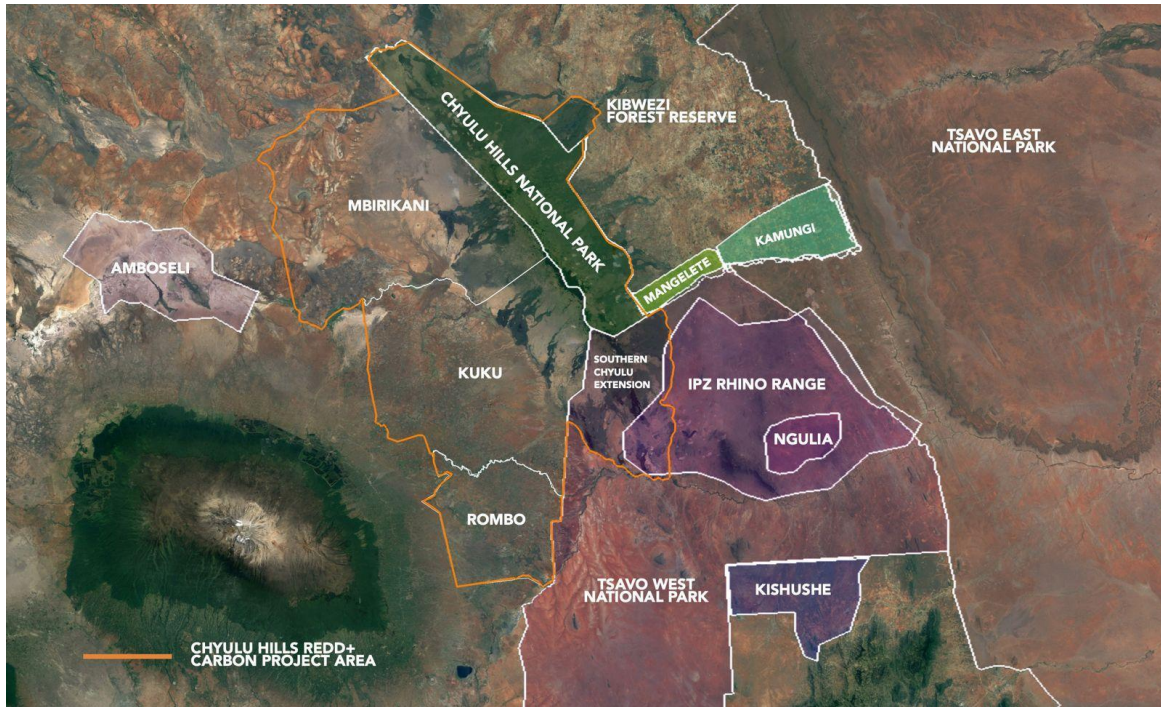 CHYULU HILLS NATIONAL PARK
KIBWEZI
FOREST RESERVE
TSAVO EAST
NATIONAL PARK
MBIRIKANI
KAMUNGI
AMBOSELI
MANGELETE
SOUTHERN
CHYULU
EXTENSION
KUKU
IPZ RHINO RANGE
NGULIA
ROMBO
TSAVO WEST
NATIONAL PARK
KISHUSHE
CHYULU HILLS REDD+
CARBON PROJECT AREA